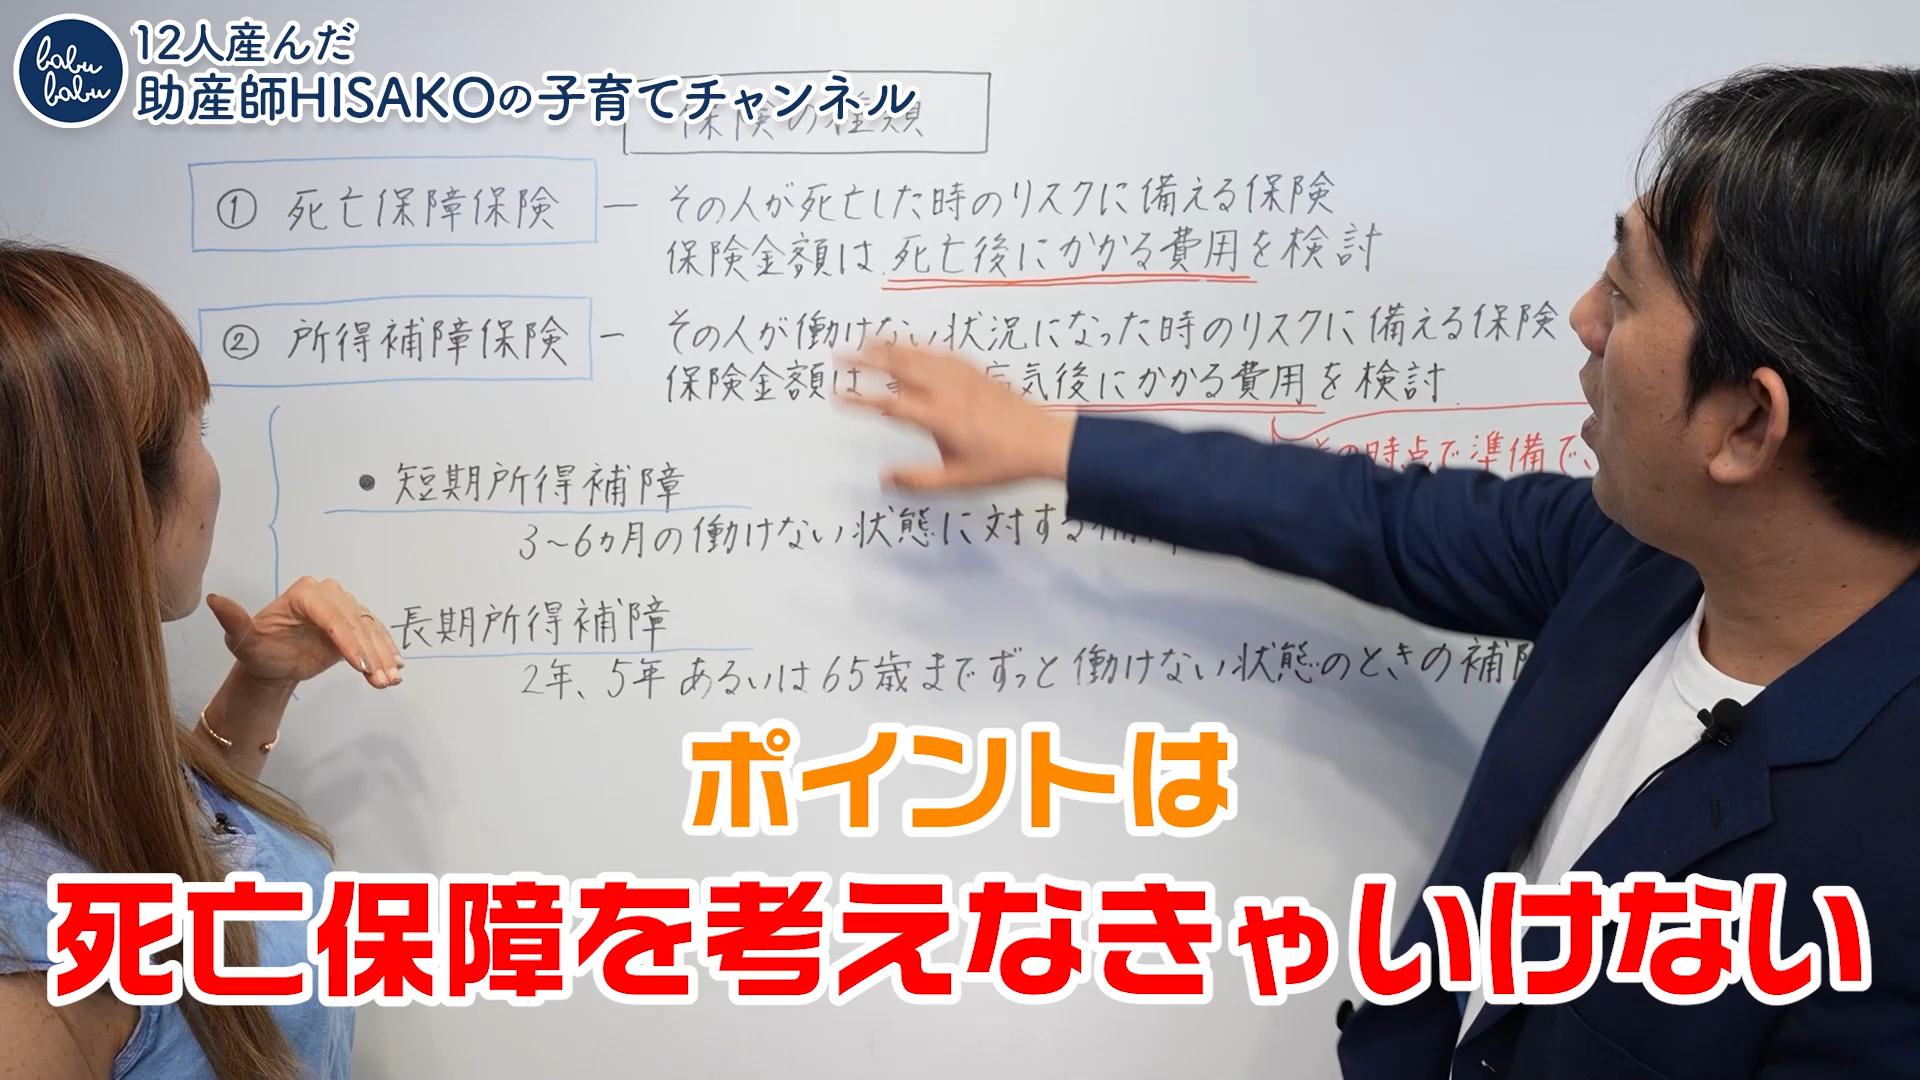 babu
babu
12人産んだ
助産師HISAKOの子育てチャンネル
保険の種類
① 死亡保障保険 — その人が死亡した時のリスクに備える保険
保険金額は 死亡後にかかる費用を検討
② 所得補障保険 — その人が働けない状況になった時のリスクに備える保険
保険金額は 病気後にかかる費用を検討
その時点で準備で
• 短期所得補障
3~6ヵ月の働けない状態に対する
長期所得補障
2年、5年あるいは65歳までずっと働けない状態のときの補障
ポイントは
死亡保障を考えなきゃいけない